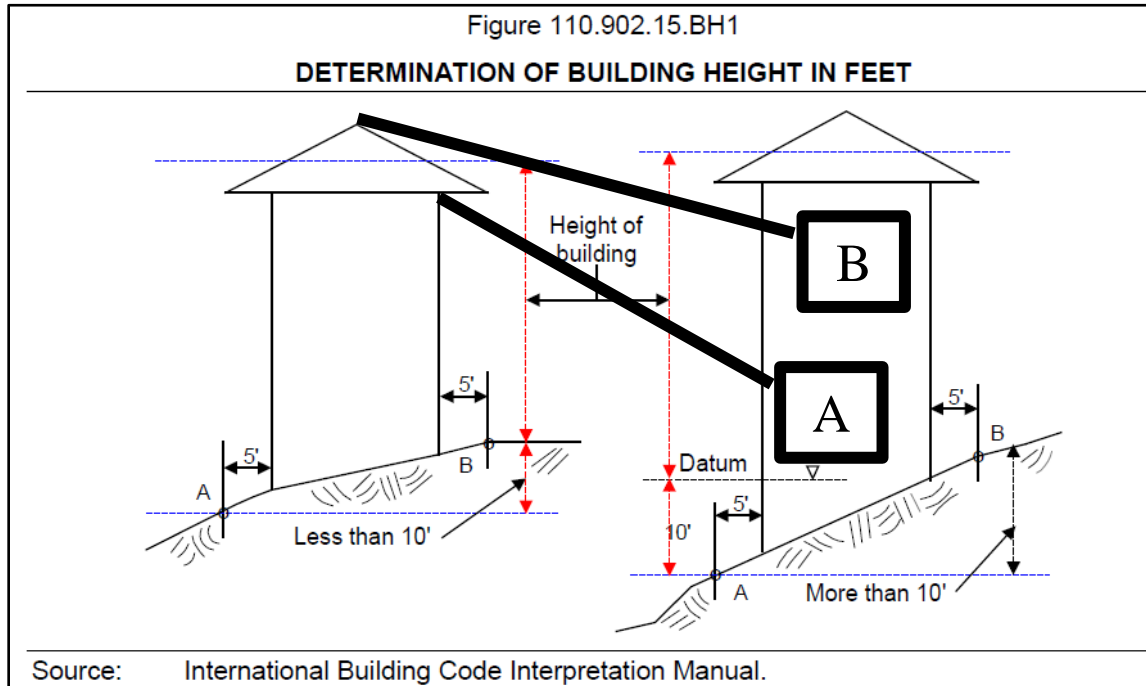 Figure 110.902.15.BH1
DETERMINATION OF BUILDING HEIGHT IN FEET
Height of
building
B
A
5'
5'
5'
B
5'
A
B
Datum
5'
10'
Less than 10'
A
More than 10'
Source: International Building Code Interpretation Manual.